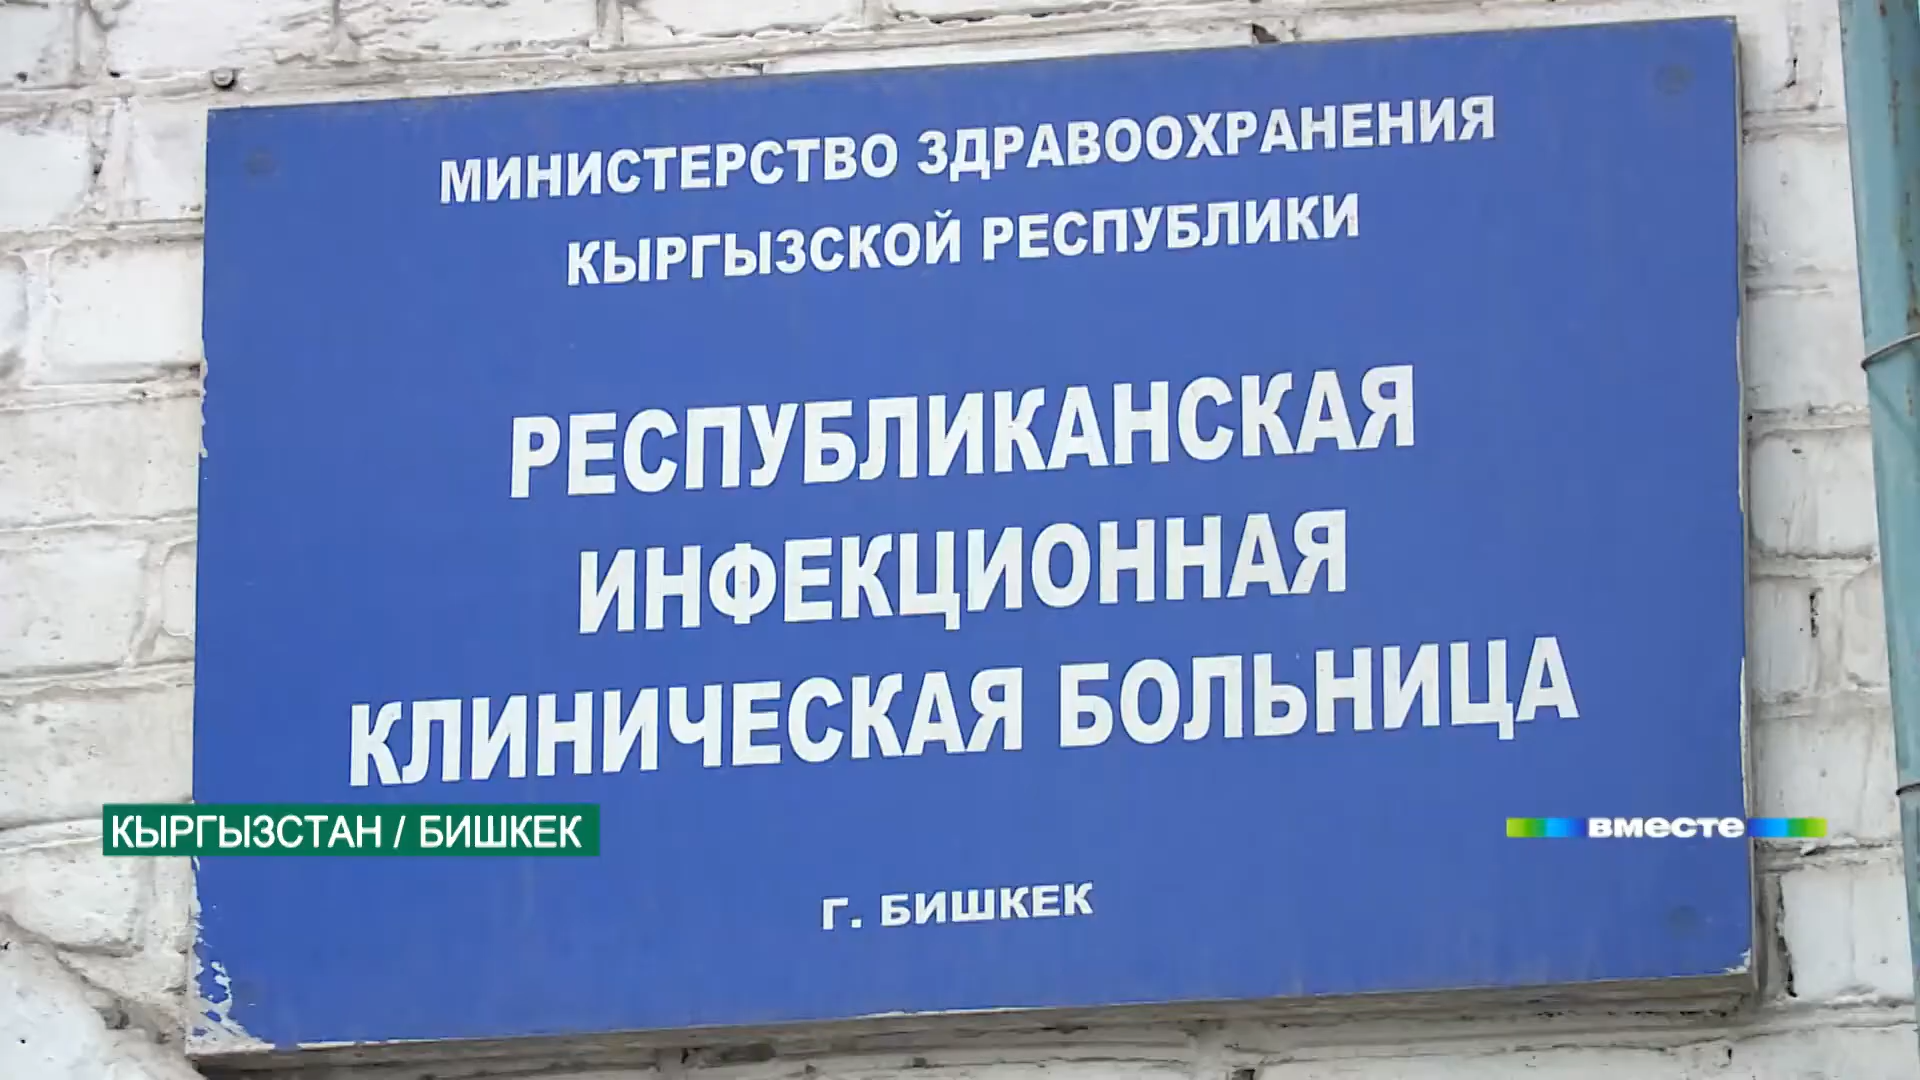 МИНИСТЕРСТВО ЗДРАВООХРАНЕНИЯ
КЫРГЫЗСКОЙ РЕСПУБЛИКИ
РЕСПУБЛИКАНСКАЯ
ИНФЕКЦИОННАЯ
КЛИНИЧЕСКАЯ БОЛЬНИЦА
КЫРГЫЗСТАН / БИШКЕК
вместе
Г. БИШКЕК